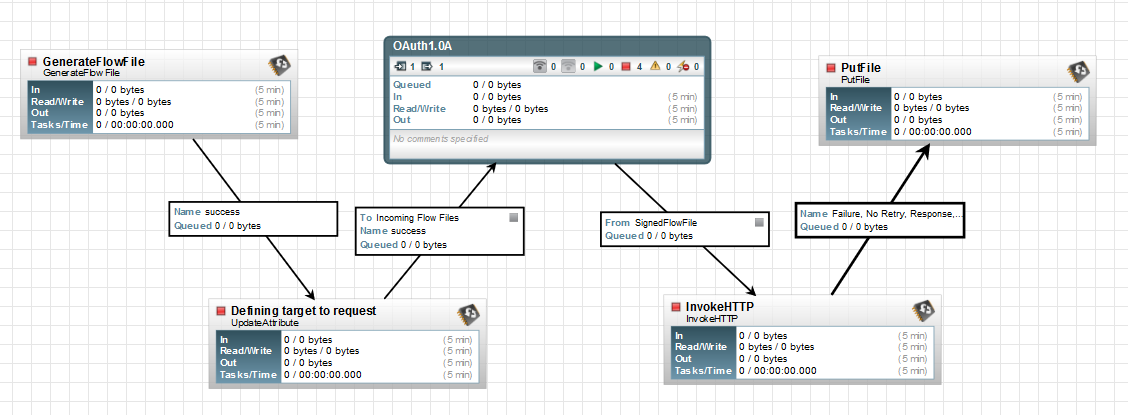 GenerateFlowFile
GenerateFlow File
In 0 / 0 bytes (5 min)
Read/Write 0 bytes / 0 bytes (5 min)
Out 0 / 0 bytes (5 min)
Tasks/Time 0 / 00:00:00.000 (5 min)
OAuth1.0A
1 1 0 0 0 4 0 0
Queued 0 / 0 bytes
In 0 / 0 bytes (5 min)
Read/Write 0 bytes / 0 bytes (5 min)
Out 0 / 0 bytes (5 min)
No comments specified
PutFile
PutFile
In 0 / 0 bytes (5 min)
Read/Write 0 bytes / 0 bytes (5 min)
Out 0 / 0 bytes (5 min)
Tasks/Time 0 / 00:00:00.000 (5 min)
Name success
Queued 0 / 0 bytes
To Incoming Flow Files
Name success
Queued 0 / 0 bytes
From SignedFlowFile
Queued 0 / 0 bytes
Name Failure, No Retry, Response,...
Queued 0 / 0 bytes
Defining target to request
UpdateAttribute
In 0 / 0 bytes (5 min)
Read/Write 0 bytes / 0 bytes (5 min)
Out 0 / 0 bytes (5 min)
Tasks/Time 0 / 00:00:00.000 (5 min)
InvokeHTTP
InvokeHTTP
In 0 / 0 bytes (5 min)
Read/Write 0 bytes / 0 bytes (5 min)
Out 0 / 0 bytes (5 min)
Tasks/Time 0 / 00:00:00.000 (5 min)